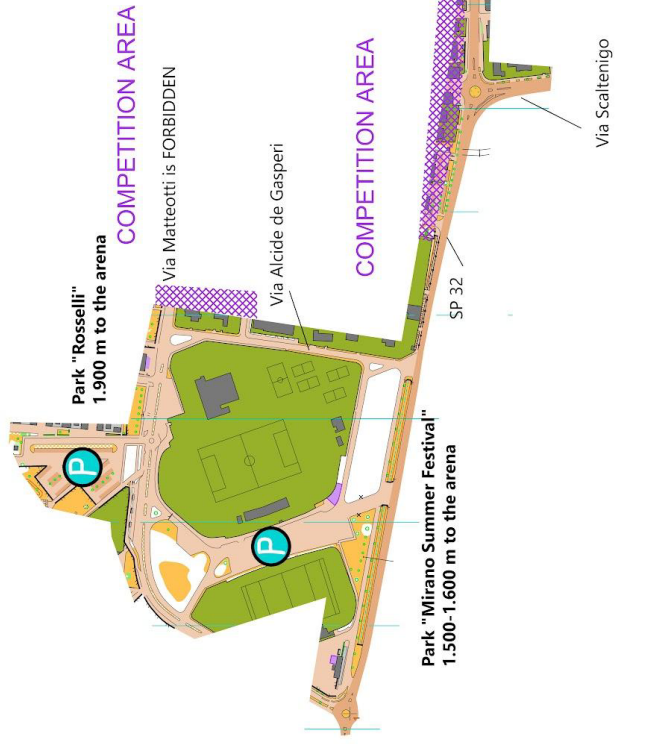 COMPETITION AREA
Via Matteotti is FORBIDDEN
Park "Rosselli"
1.900 m to the arena
Via Alcide de Gasperi
COMPETITION AREA
SP 32
Via Scaltenigo
Park "Mirano Summer Festival"
1.500-1.600 m to the arena
P
P